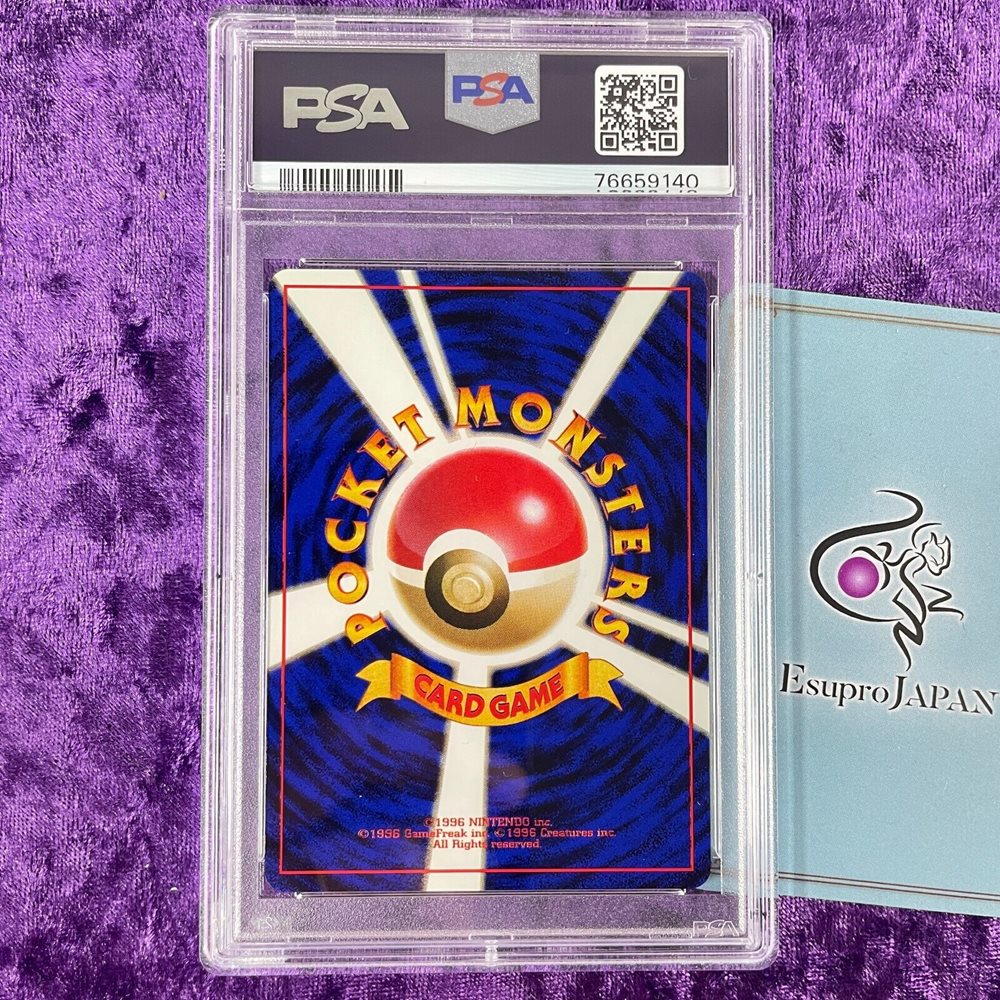 PSA
PSA
76659140
POCKET MONSTERS
CARD GAME
©1996 NINTENDO inc.
©1996 GameFreak inc. ©1996 Creatures inc.
All Rights reserved.
EsuproJAPAN
PSA